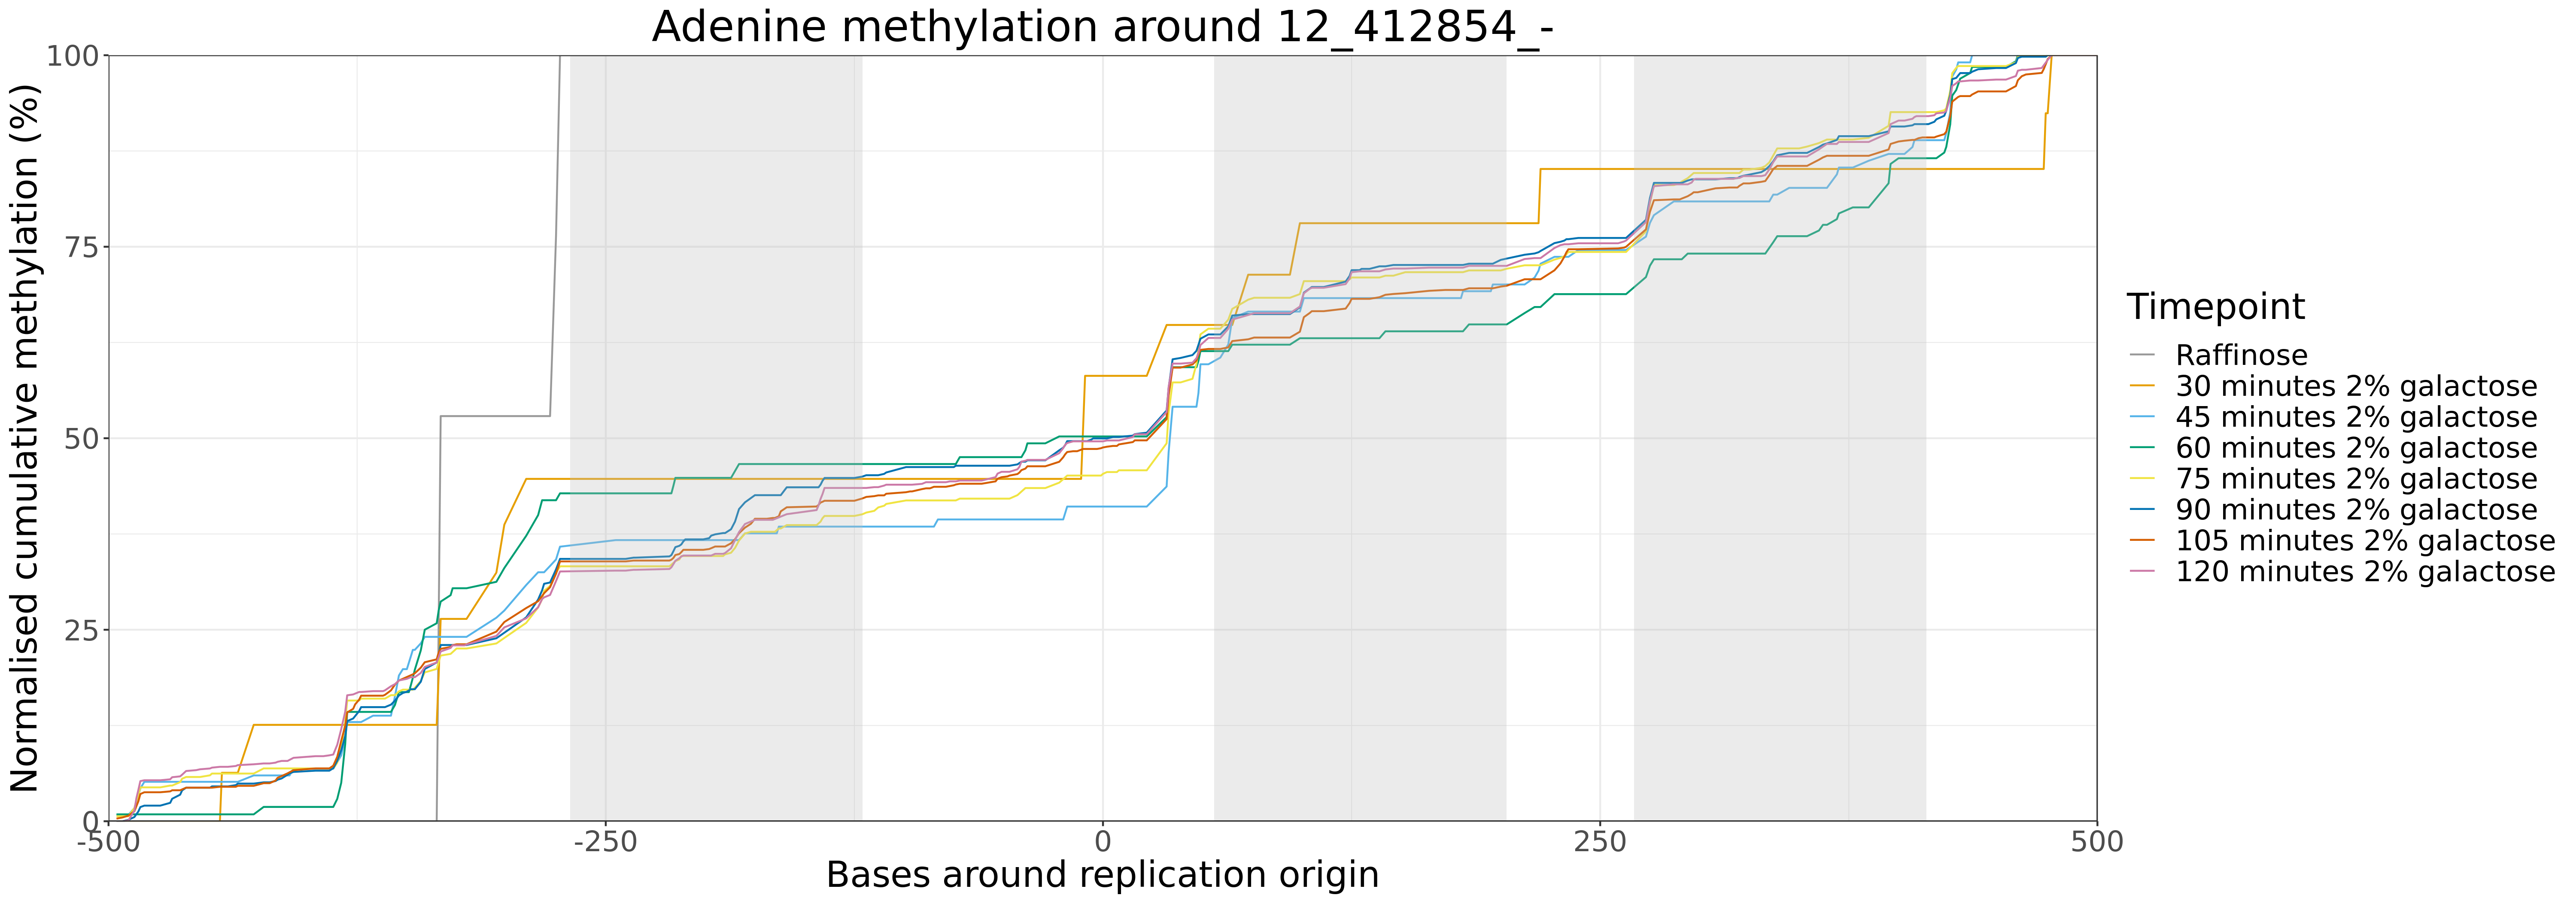 Adenine methylation around 12_412854_-
Normalised cumulative methylation (%)
100
75
50
25
0
-500
-250
0
250
500
Bases around replication origin
Timepoint
Raffinose
30 minutes 2% galactose
45 minutes 2% galactose
60 minutes 2% galactose
75 minutes 2% galactose
90 minutes 2% galactose
105 minutes 2% galactose
120 minutes 2% galactose